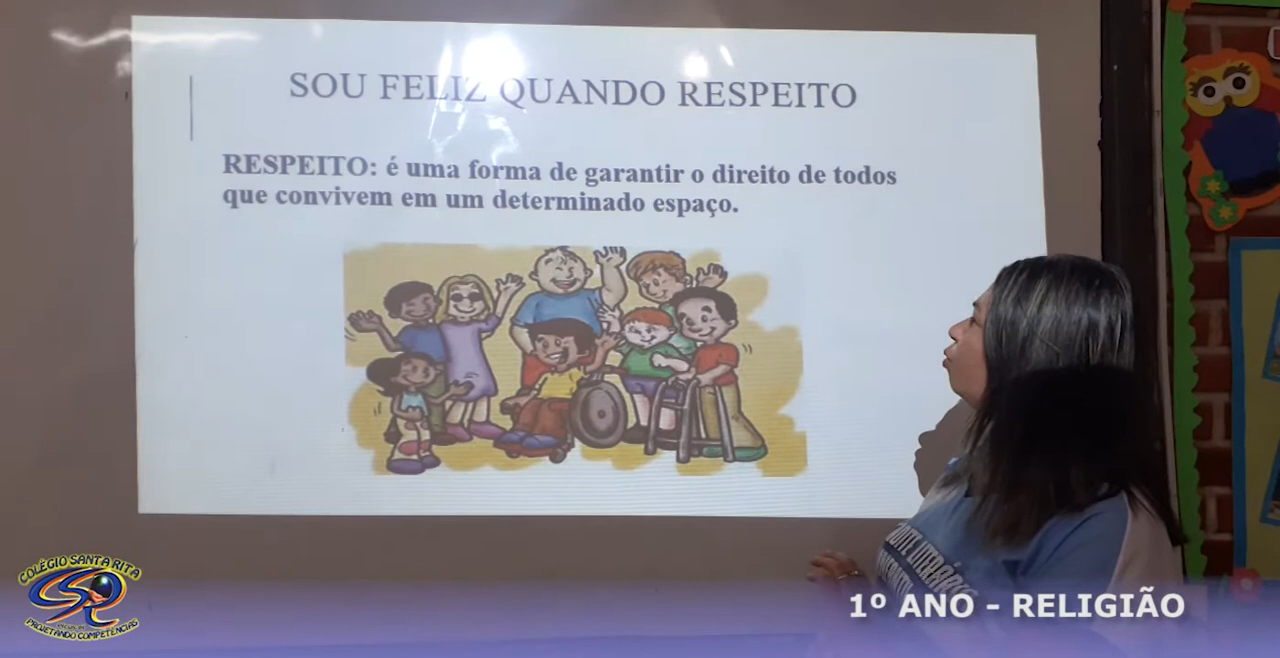 SOU FELIZ QUANDO RESPEITO
RESPEITO: é uma forma de garantir o direito de todos
que convivem em um determinado espaço.
COLÉGIO SANTA RITA
PROJETANDO COMPETÊNCIAS
1º ANO - RELIGIÃO